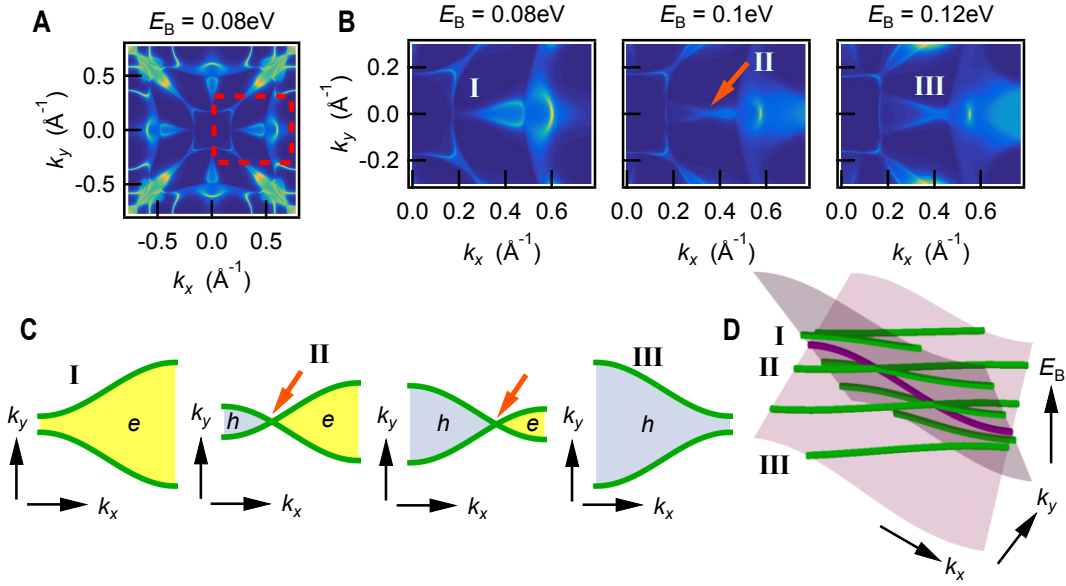 A
E_B = 0.08eV
k_y (Å⁻¹)
0.5
0.0
-0.5
-0.5 0.0 0.5
k_x (Å⁻¹)
B
E_B = 0.08eV
E_B = 0.1eV
E_B = 0.12eV
I
II
III
k_y (Å⁻¹)
0.2
0.0
-0.2
0.0 0.2 0.4 0.6
0.0 0.2 0.4 0.6
0.0 0.2 0.4 0.6
k_x (Å⁻¹)
k_x (Å⁻¹)
k_x (Å⁻¹)
C
I
e
k_y
k_x
II
h e
k_y
k_x
h e
k_y
k_x
III
h
k_y
k_x
D
I
II
III
E_B
k_y
k_x